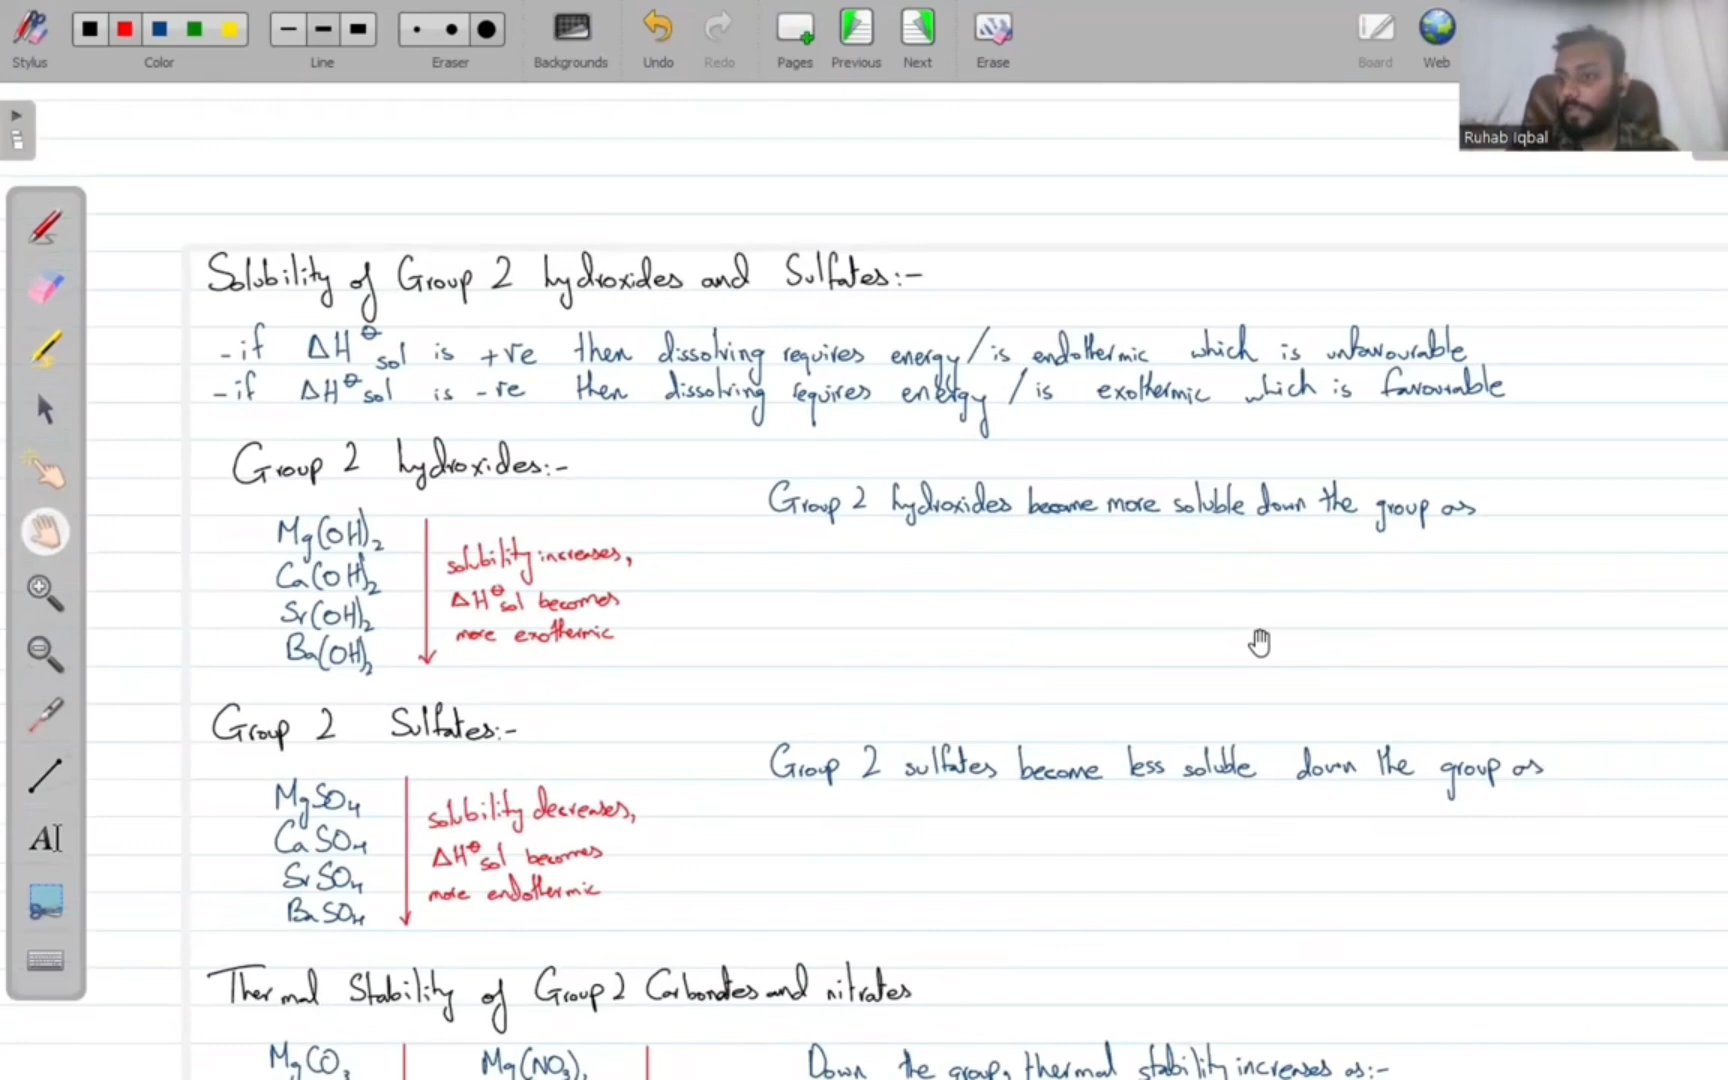 Stylus
Color
Line
Eraser
Backgrounds
Undo
Redo
Pages
Previous
Next
Erase
Board
Web
Ruhab Iqbal
Solubility of Group 2 hydroxides and Sulfates:-
-if ΔH⦵sol is +ve then dissolving requires energy/is endothermic which is unfavourable
-if ΔH⦵sol is -ve then dissolving requires energy / is exothermic which is favourable
Group 2 hydroxides:-
Group 2 hydroxides become more soluble down the group as
Mg(OH)₂
Ca(OH)₂
Sr(OH)₂
Ba(OH)₂
solubility increases,
ΔH⦵sol becomes
more exothermic
Group 2 Sulfates:-
Group 2 sulfates become less soluble down the group as
MgSO₄
CaSO₄
SrSO₄
BaSO₄
solubility decreases,
ΔH⦵sol becomes
more endothermic
AI
Thermal Stability of Group 2 Carbonates and nitrates
MgCO₃ Mg(NO₃)₂ Down the group, thermal stability increases as:-